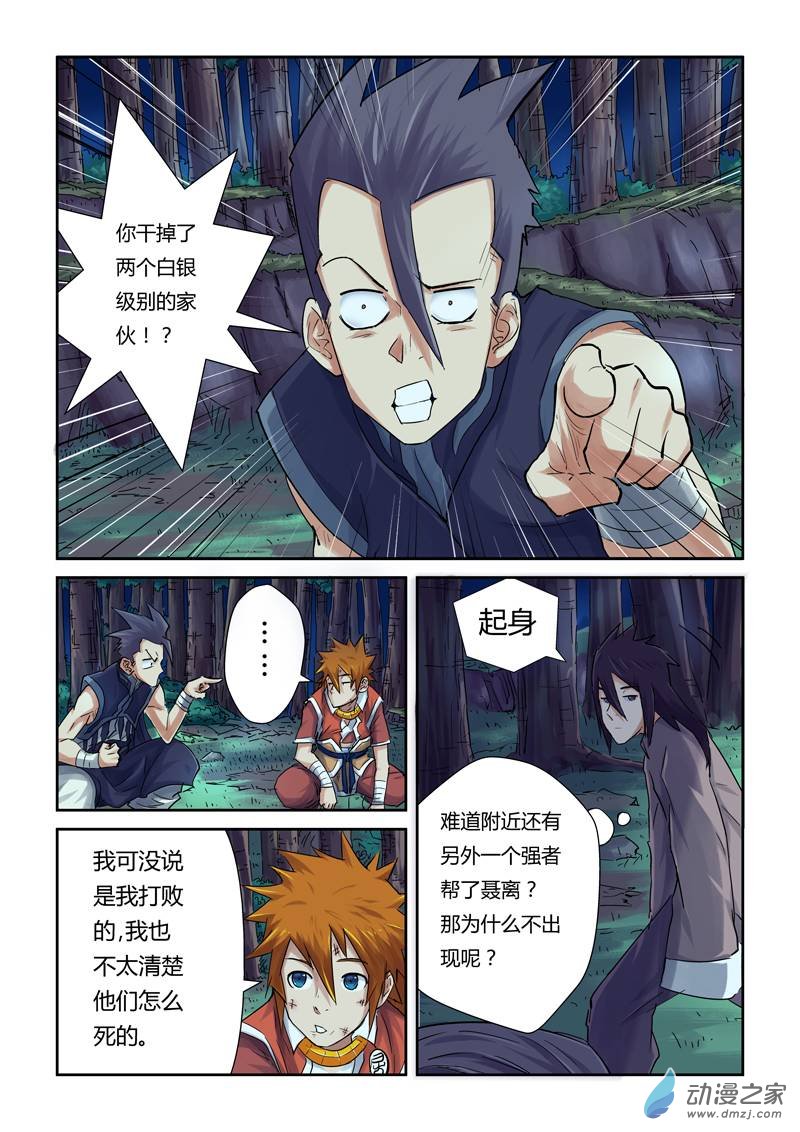 你干掉了
两个白银
级别的家
伙！？
……
起身
难道附近还有
另外一个强者
帮了聂离？
那为什么不出
现呢？
我可没说
是我打败
的，我也
不太清楚
他们怎么
死的。
动漫之家
www.dmzj.com